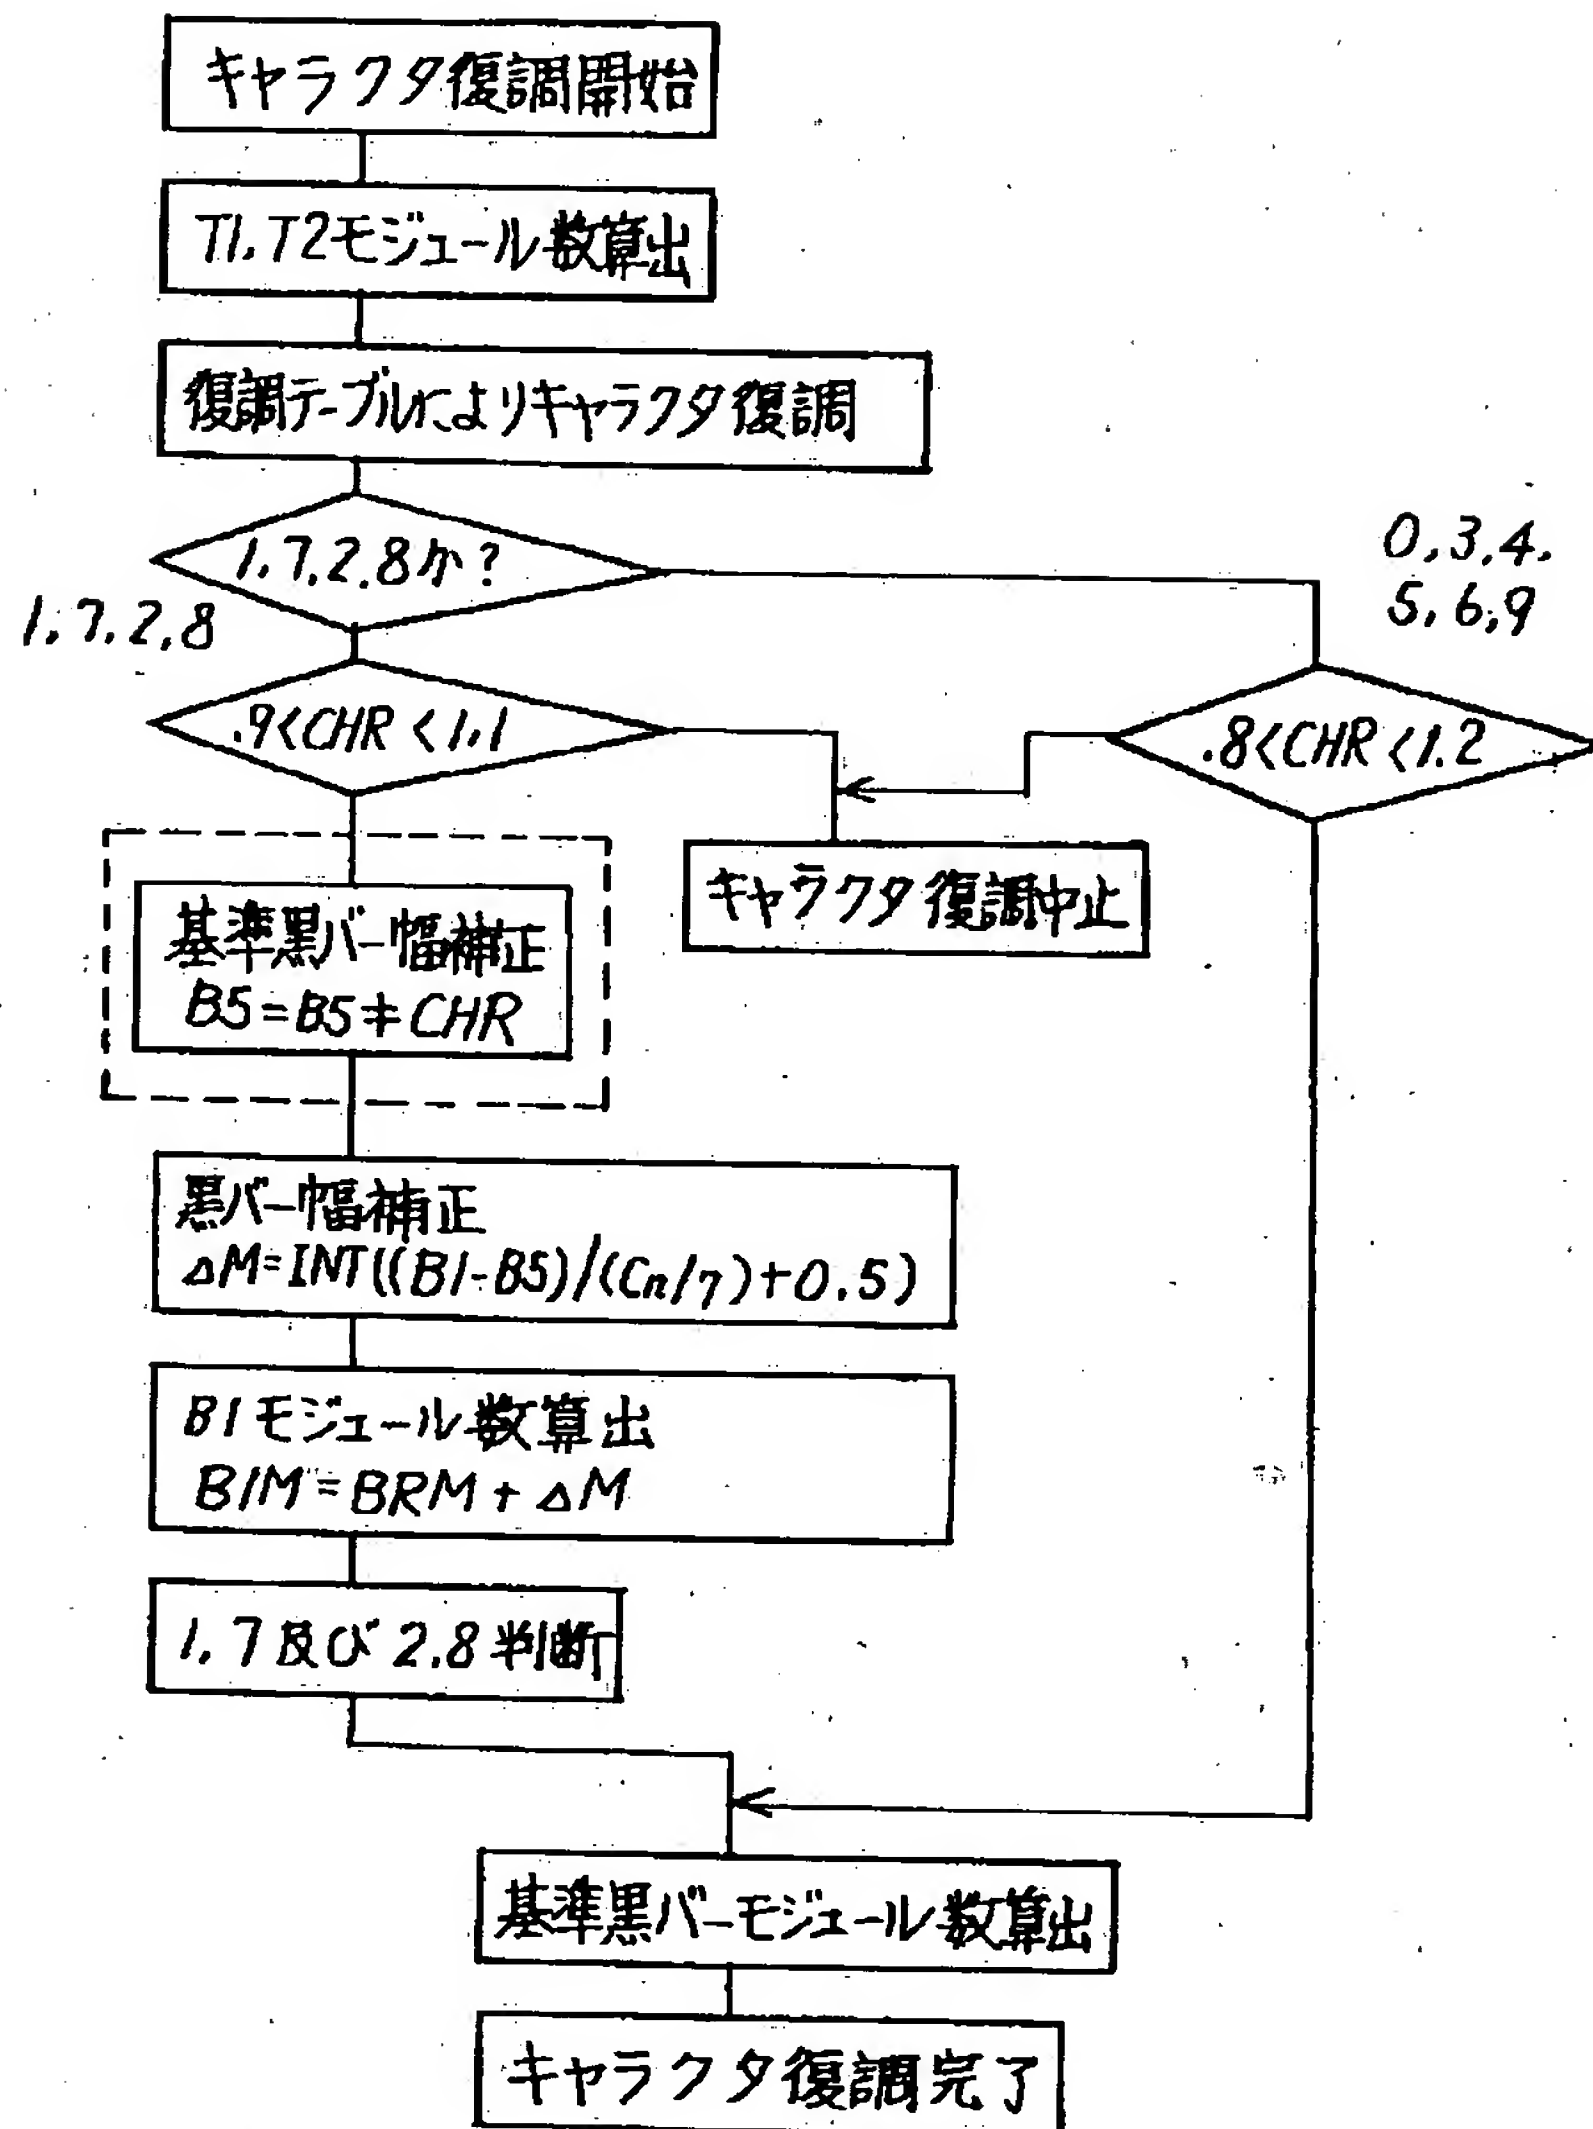 キャラクタ復調開始
T1,T2モジュール数算出
復調テーブルによりキャラクタ復調
1,7,2,8か?
0,3,4,
5,6,9
1,7,2,8
.9<CHR<1.1
.8<CHR<1.2
キャラクタ復調中止
基準黒バー幅補正
B5=B5*CHR
黒バー幅補正
ΔM=INT((B1-B5)/(Cn/7)+0.5)
B1モジュール数算出
B1M=BRM+ΔM
1,7及び2.8判断
基準黒バーモジュール数算出
キャラクタ復調完了